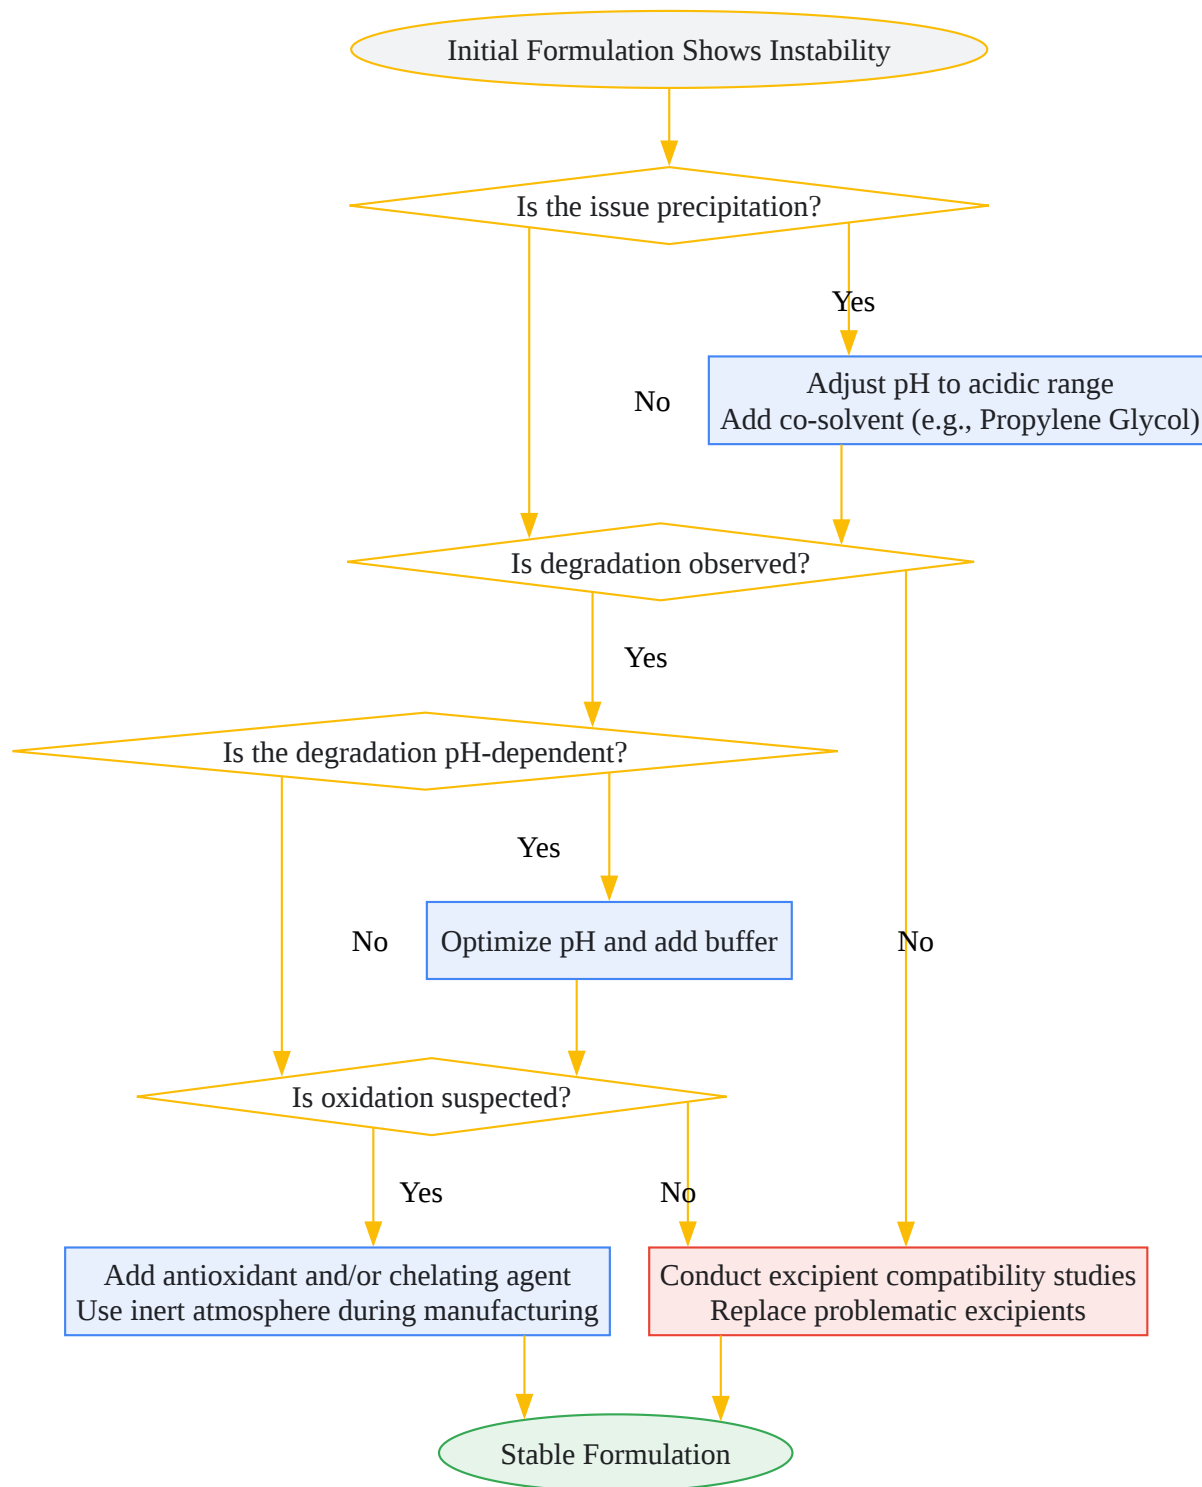 Initial Formulation Shows Instability
Is the issue precipitation?
Yes
Adjust pH to acidic range
Add co-solvent (e.g., Propylene Glycol)
No
Is degradation observed?
Yes
Is the degradation pH-dependent?
Yes
No
Optimize pH and add buffer
No
Is oxidation suspected?
Yes
No
Add antioxidant and/or chelating agent
Use inert atmosphere during manufacturing
Conduct excipient compatibility studies
Replace problematic excipients
Stable Formulation